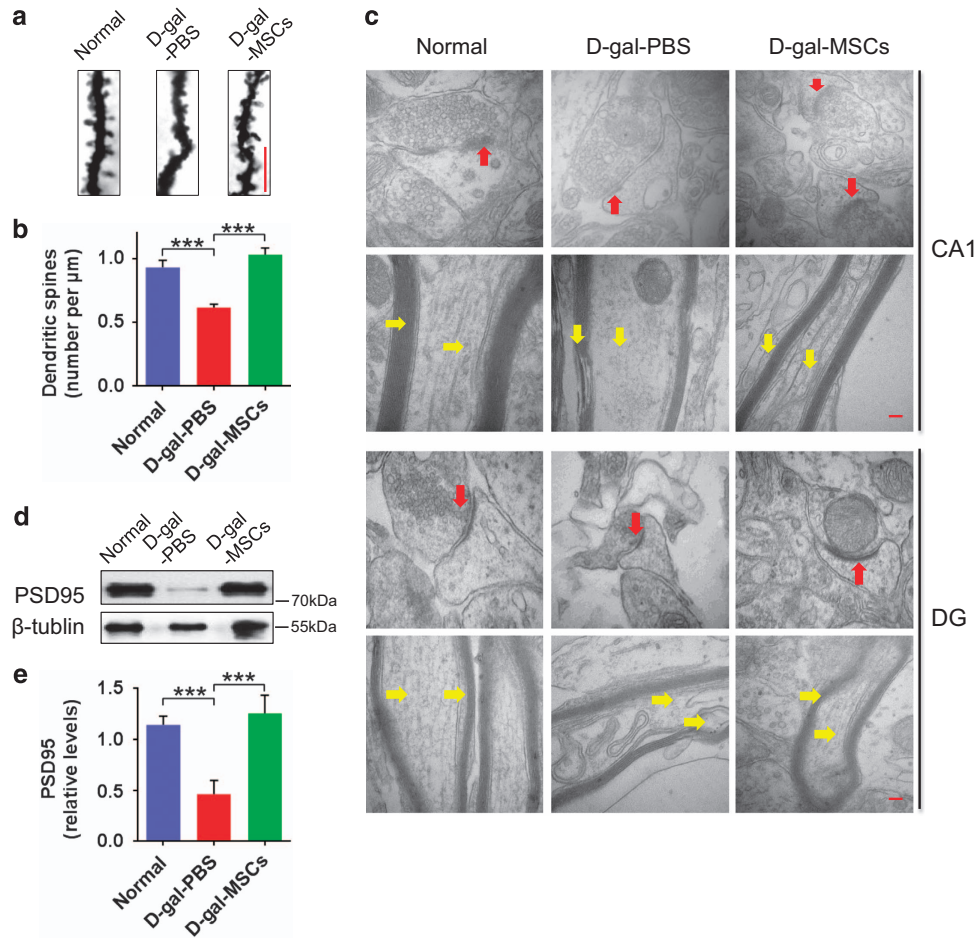 a
Normal
D-gal
-PBS
D-gal
-MSCs
b
***
***
Dendritic spines
(number per μm)
1.0
0.5
0.0
Normal
D-gal-PBS
D-gal-MSCs
c
Normal
D-gal-PBS
D-gal-MSCs
CA1
DG
d
Normal
D-gal
-PBS
D-gal
-MSCs
PSD95
70kDa
β-tublin
55kDa
e
***
***
PSD95
(relative levels)
1.5
1.0
0.5
0.0
Normal
D-gal-PBS
D-gal-MSCs